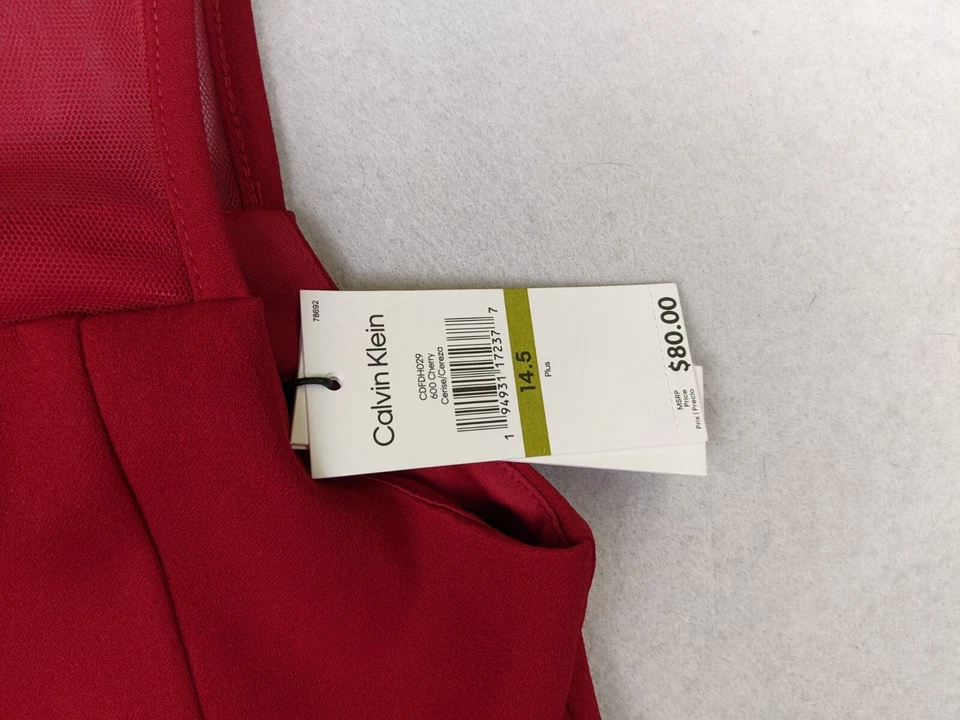 78692
Calvin Klein
CDFDH029
600 Cherry
Cerise/Cereza
1 94931 17237 7
14.5
Plus
MSRP
Price
Prix | Precio
$80.00